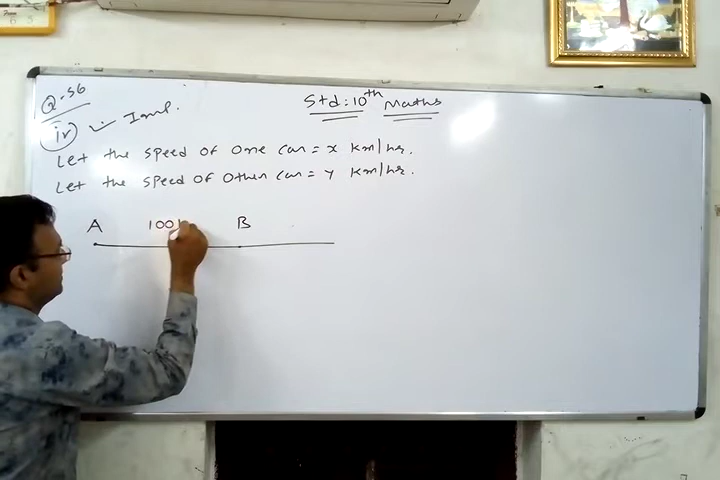 Q-56
Std:10th Maths
iv Imp.
Let the speed of one car = x km/hr.
Let the speed of other car = y km/hr.
A 100 B